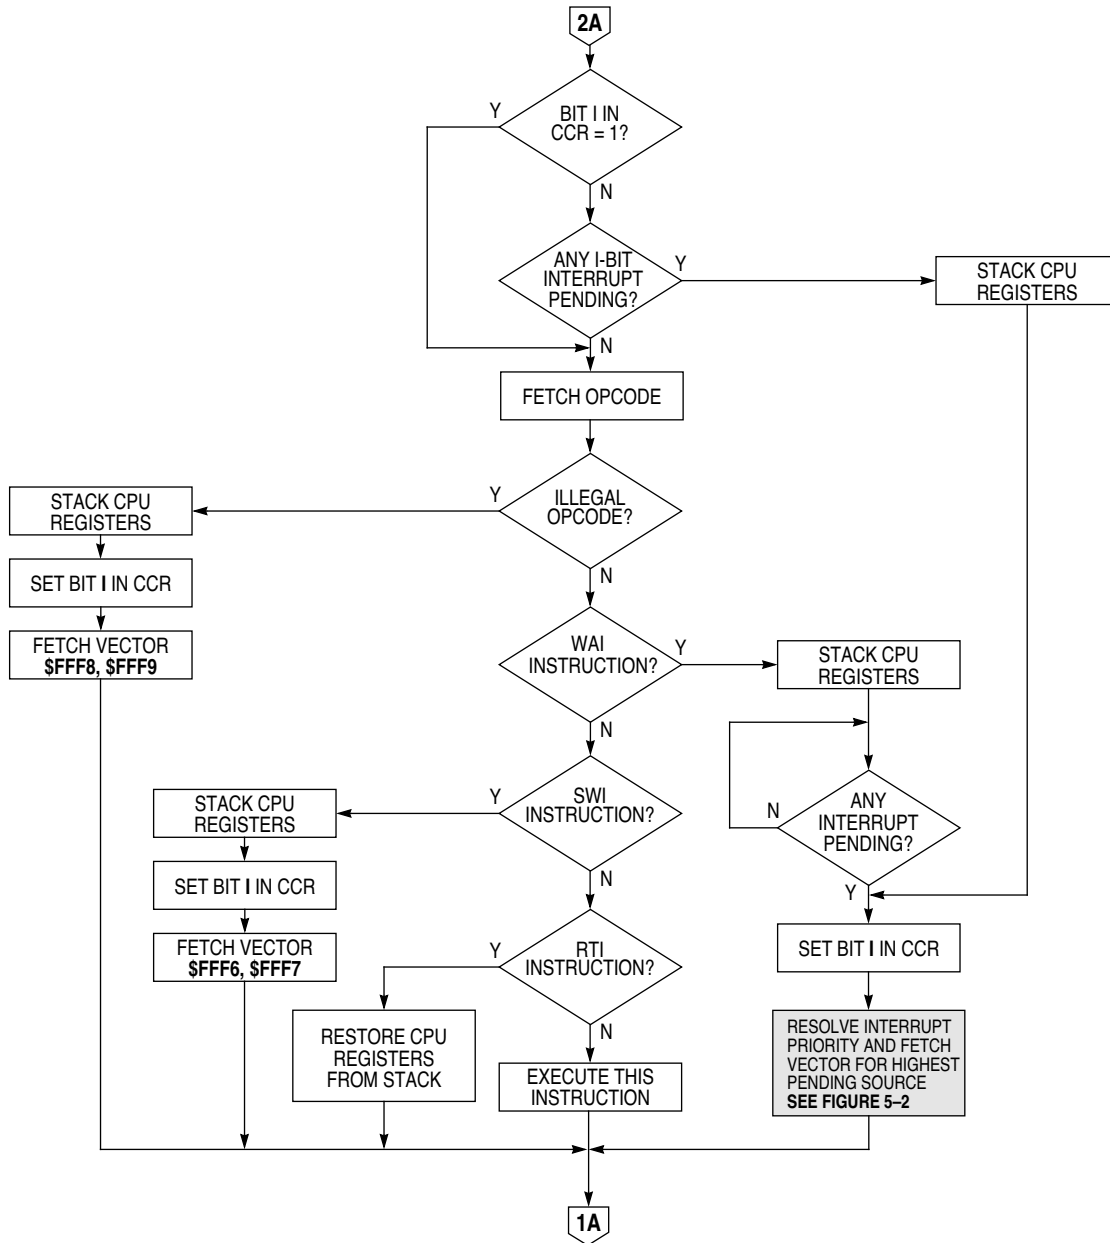 2A
BIT I IN
CCR = 1?
Y
N
ANY I-BIT
INTERRUPT
PENDING?
Y
N
STACK CPU
REGISTERS
FETCH OPCODE
ILLEGAL
OPCODE?
Y
N
STACK CPU
REGISTERS
SET BIT I IN CCR
FETCH VECTOR
$FFF8, $FFF9
WAI
INSTRUCTION?
Y
N
STACK CPU
REGISTERS
ANY
INTERRUPT
PENDING?
N
Y
SWI
INSTRUCTION?
Y
N
STACK CPU
REGISTERS
SET BIT I IN CCR
FETCH VECTOR
$FFF6, $FFF7
RTI
INSTRUCTION?
Y
N
SET BIT I IN CCR
RESTORE CPU
REGISTERS
FROM STACK
EXECUTE THIS
INSTRUCTION
RESOLVE INTERRUPT
PRIORITY AND FETCH
VECTOR FOR HIGHEST
PENDING SOURCE
SEE FIGURE 5–2
1A